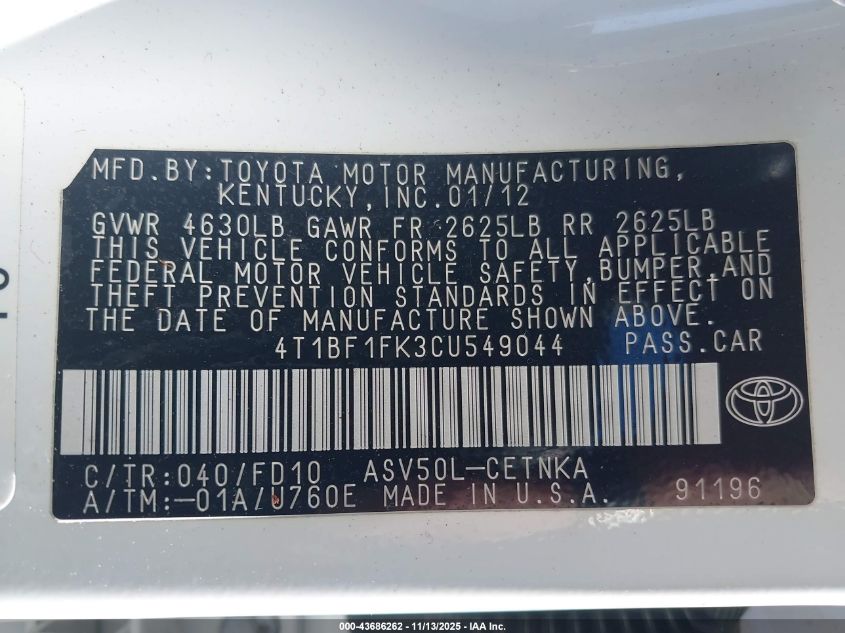 MFD.BY:TOYOTA MOTOR MANUFACTURING,
KENTUCKY,INC.01/12
GVWR 4630LB GAWR FR 2625LB RR 2625LB
THIS VEHICLE CONFORMS TO ALL APPLICABLE
FEDERAL MOTOR VEHICLE SAFETY,BUMPER,AND
THEFT PREVENTION STANDARDS IN EFFECT ON
THE DATE OF MANUFACTURE SHOWN ABOVE.
4T1BF1FK3CU549044 PASS.CAR
C/TR:040/FD10 ASV50L-CETNKA
A/TM:-01A/U760E MADE IN U.S.A. 91196
000-43686262 - 11/13/2025 - IAA Inc.